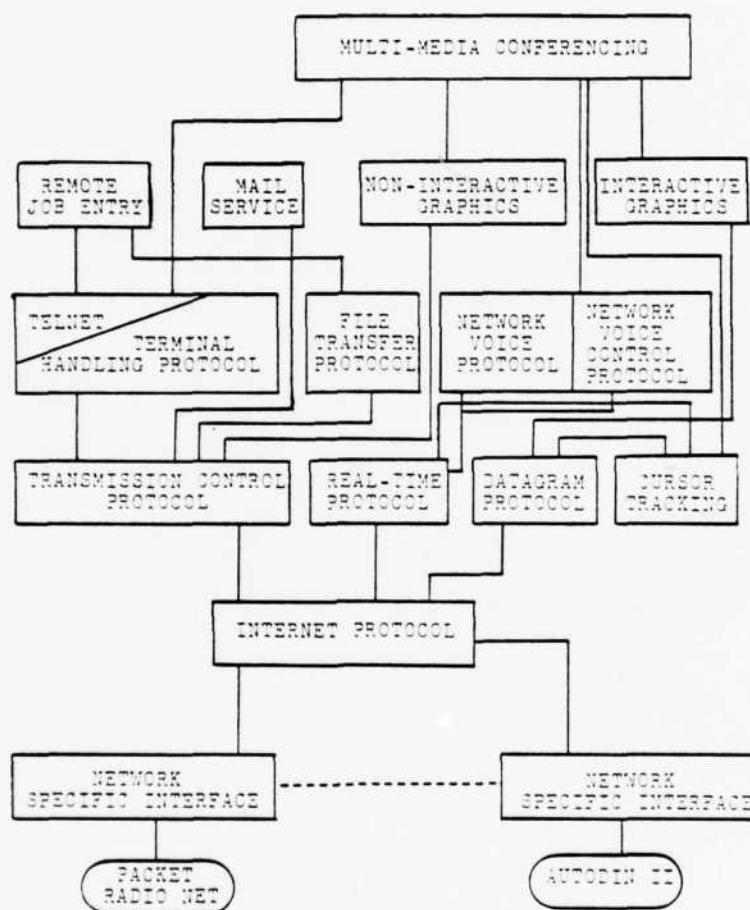 MULTI-MEDIA CONFERENCING
REMOTE
JOB ENTRY
MAIL
SERVICE
NON-INTERACTIVE
GRAPHICS
INTERACTIVE
GRAPHICS
TELNET
TERMINAL
HANDLING PROTOCOL
FILE
TRANSFER
PROTOCOL
NETWORK
VOICE
PROTOCOL
NETWORK
VOICE
CONTROL
PROTOCOL
TRANSMISSION CONTROL
PROTOCOL
REAL-TIME
PROTOCOL
DATAGRAM
PROTOCOL
CURSOR
TRACKING
INTERNET PROTOCOL
NETWORK
SPECIFIC INTERFACE
NETWORK
SPECIFIC INTERFACE
PACKET
RADIO NET
AUTODIN II